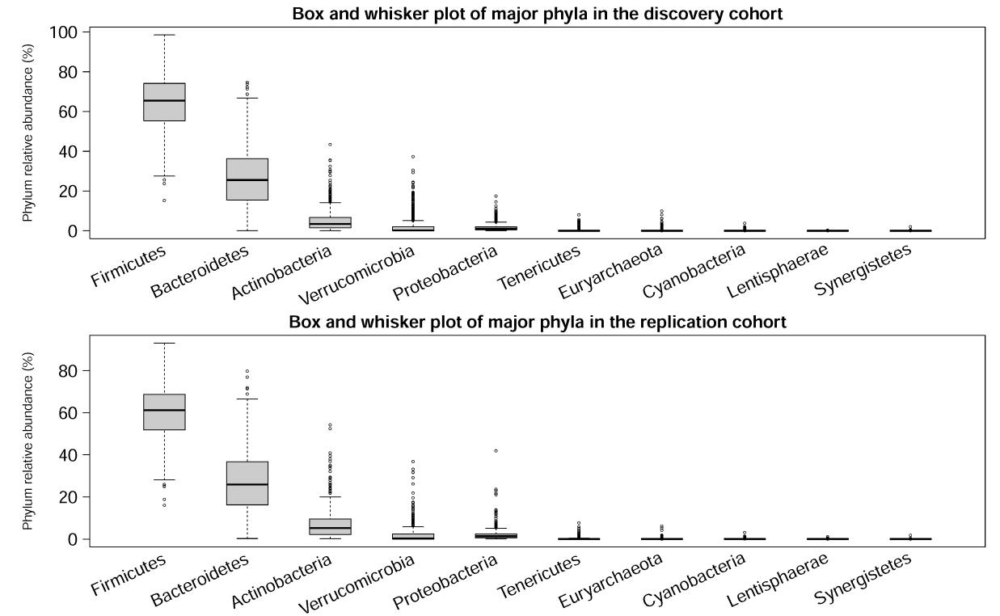 Box and whisker plot of major phyla in the discovery cohort
Phylum relative abundance (%)
100
80
60
40
20
0
Firmicutes
Bacteroidetes
Actinobacteria
Verrucomicrobia
Proteobacteria
Tenericutes
Euryarchaeota
Cyanobacteria
Lentisphaerae
Synergistetes
Box and whisker plot of major phyla in the replication cohort
Phylum relative abundance (%)
80
60
40
20
0
Firmicutes
Bacteroidetes
Actinobacteria
Verrucomicrobia
Proteobacteria
Tenericutes
Euryarchaeota
Cyanobacteria
Lentisphaerae
Synergistetes